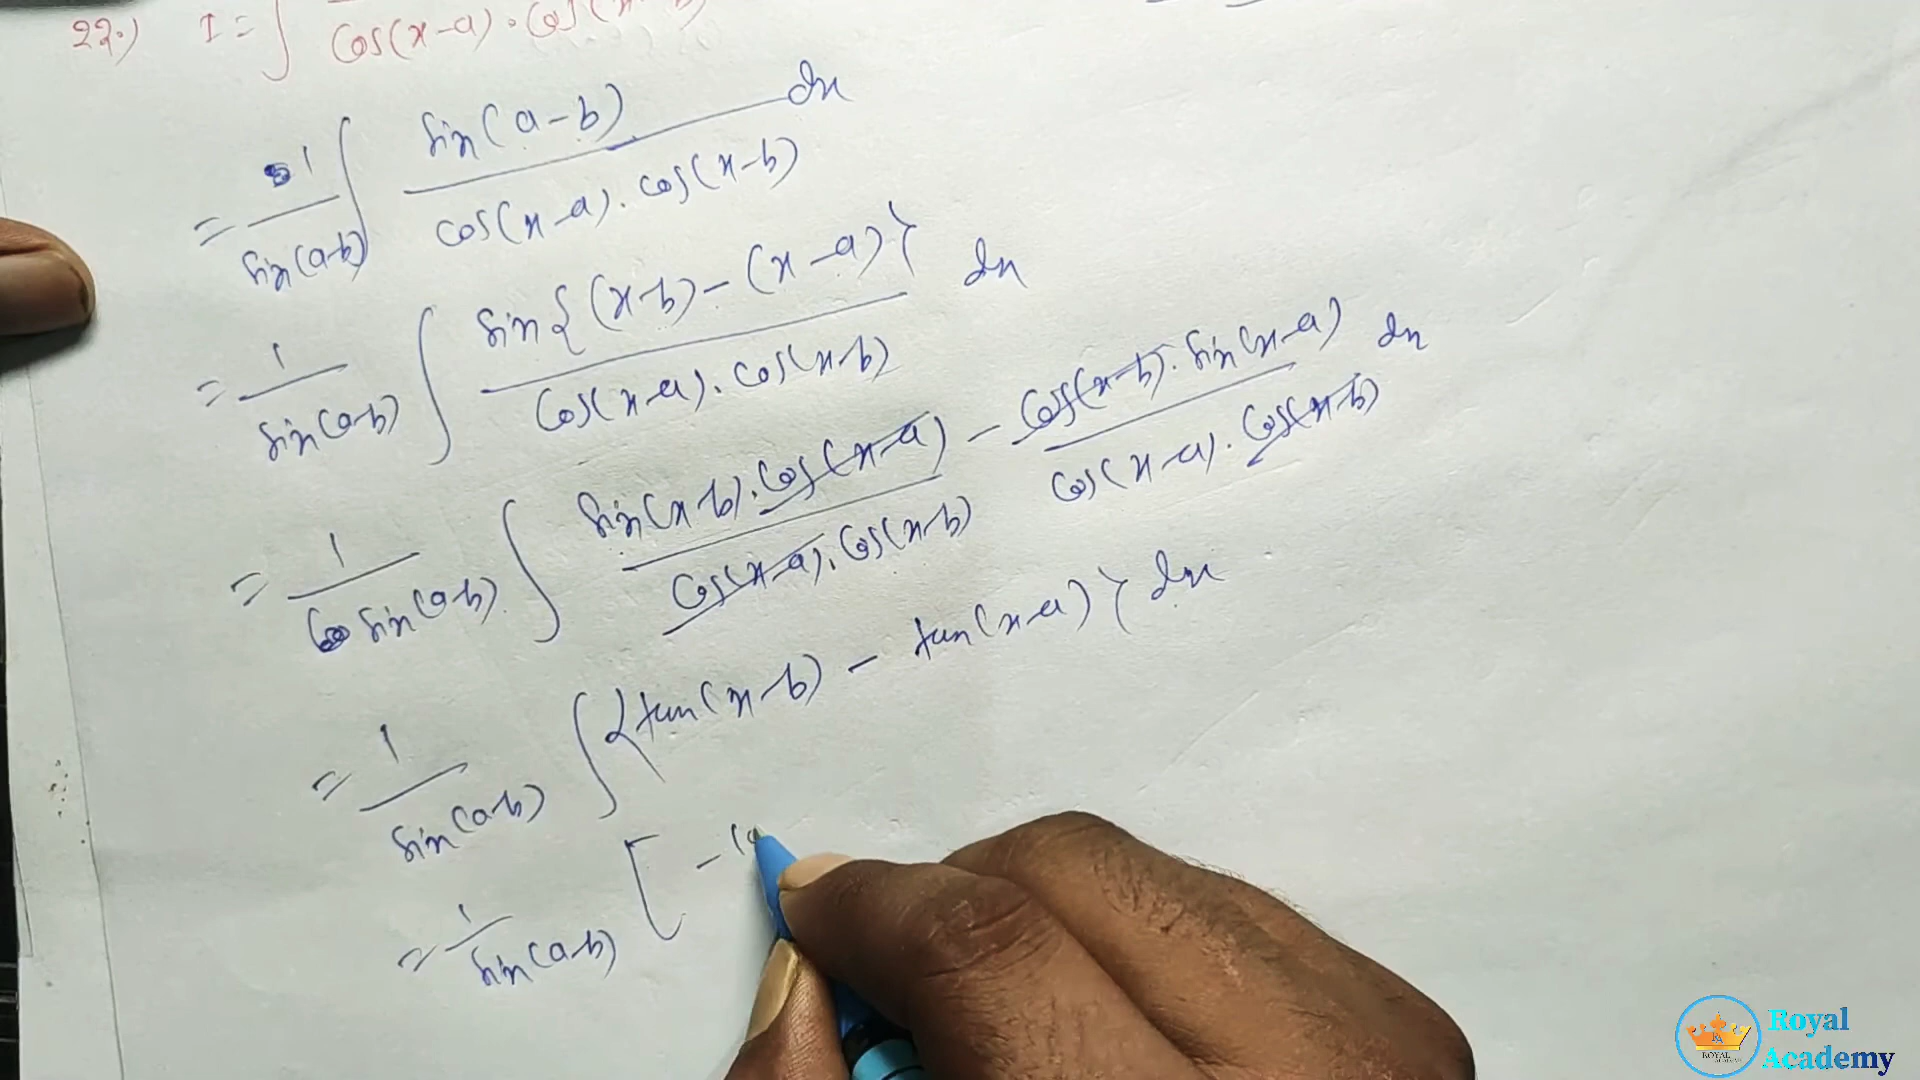 22.) I = ∫ cos(x-a).cos(x-b)
= 1/sin(a-b) ∫ sin(a-b)/cos(x-a).cos(x-b) dx
= 1/sin(a-b) ∫ sin{(x-b)-(x-a)}/cos(x-a).cos(x-b) dx
= 1/sin(a-b) ∫ sin(x-b).cos(x-a)/cos(x-a).cos(x-b) - cos(x-b).sin(x-a)/cos(x-a).cos(x-b) dx
= 1/sin(a-b) ∫{tan(x-b) - tan(x-a)} dx
= 1/sin(a-b) [ -
Royal
Academy
ROYAL